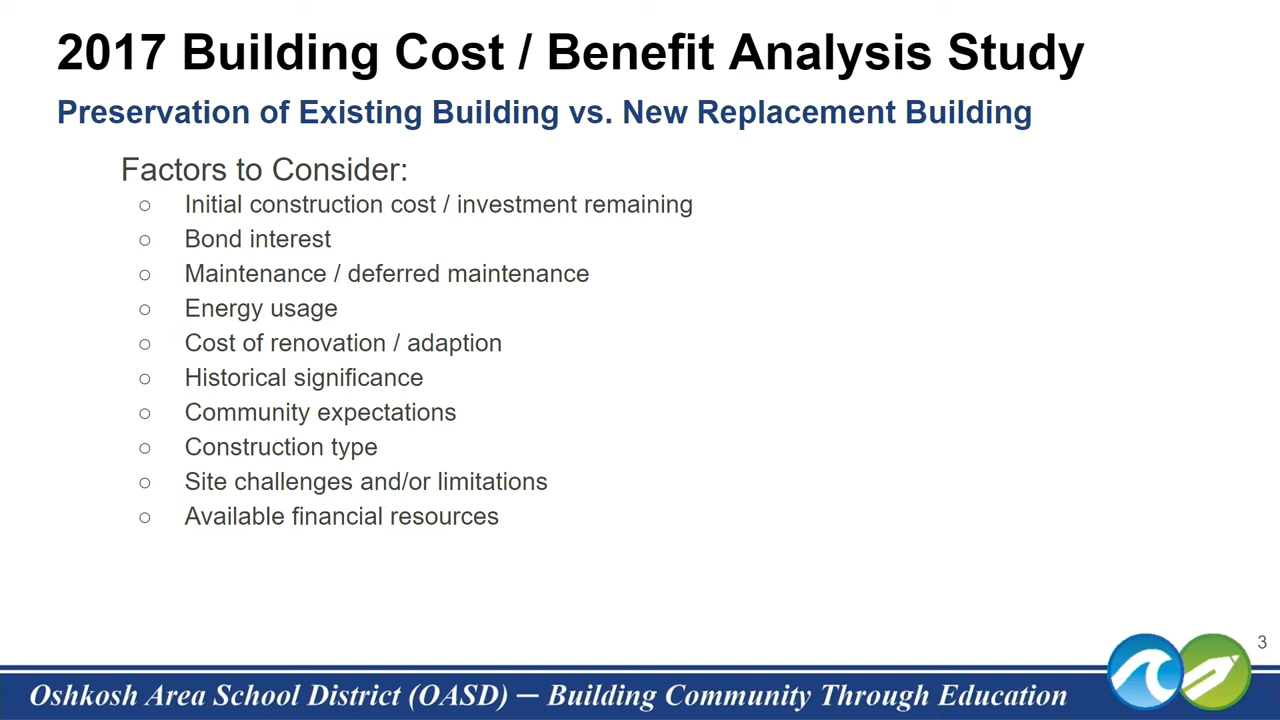 2017 Building Cost / Benefit Analysis Study
Preservation of Existing Building vs. New Replacement Building
Factors to Consider:
○ Initial construction cost / investment remaining
○ Bond interest
○ Maintenance / deferred maintenance
○ Energy usage
○ Cost of renovation / adaption
○ Historical significance
○ Community expectations
○ Construction type
○ Site challenges and/or limitations
○ Available financial resources
3
Oshkosh Area School District (OASD) — Building Community Through Education